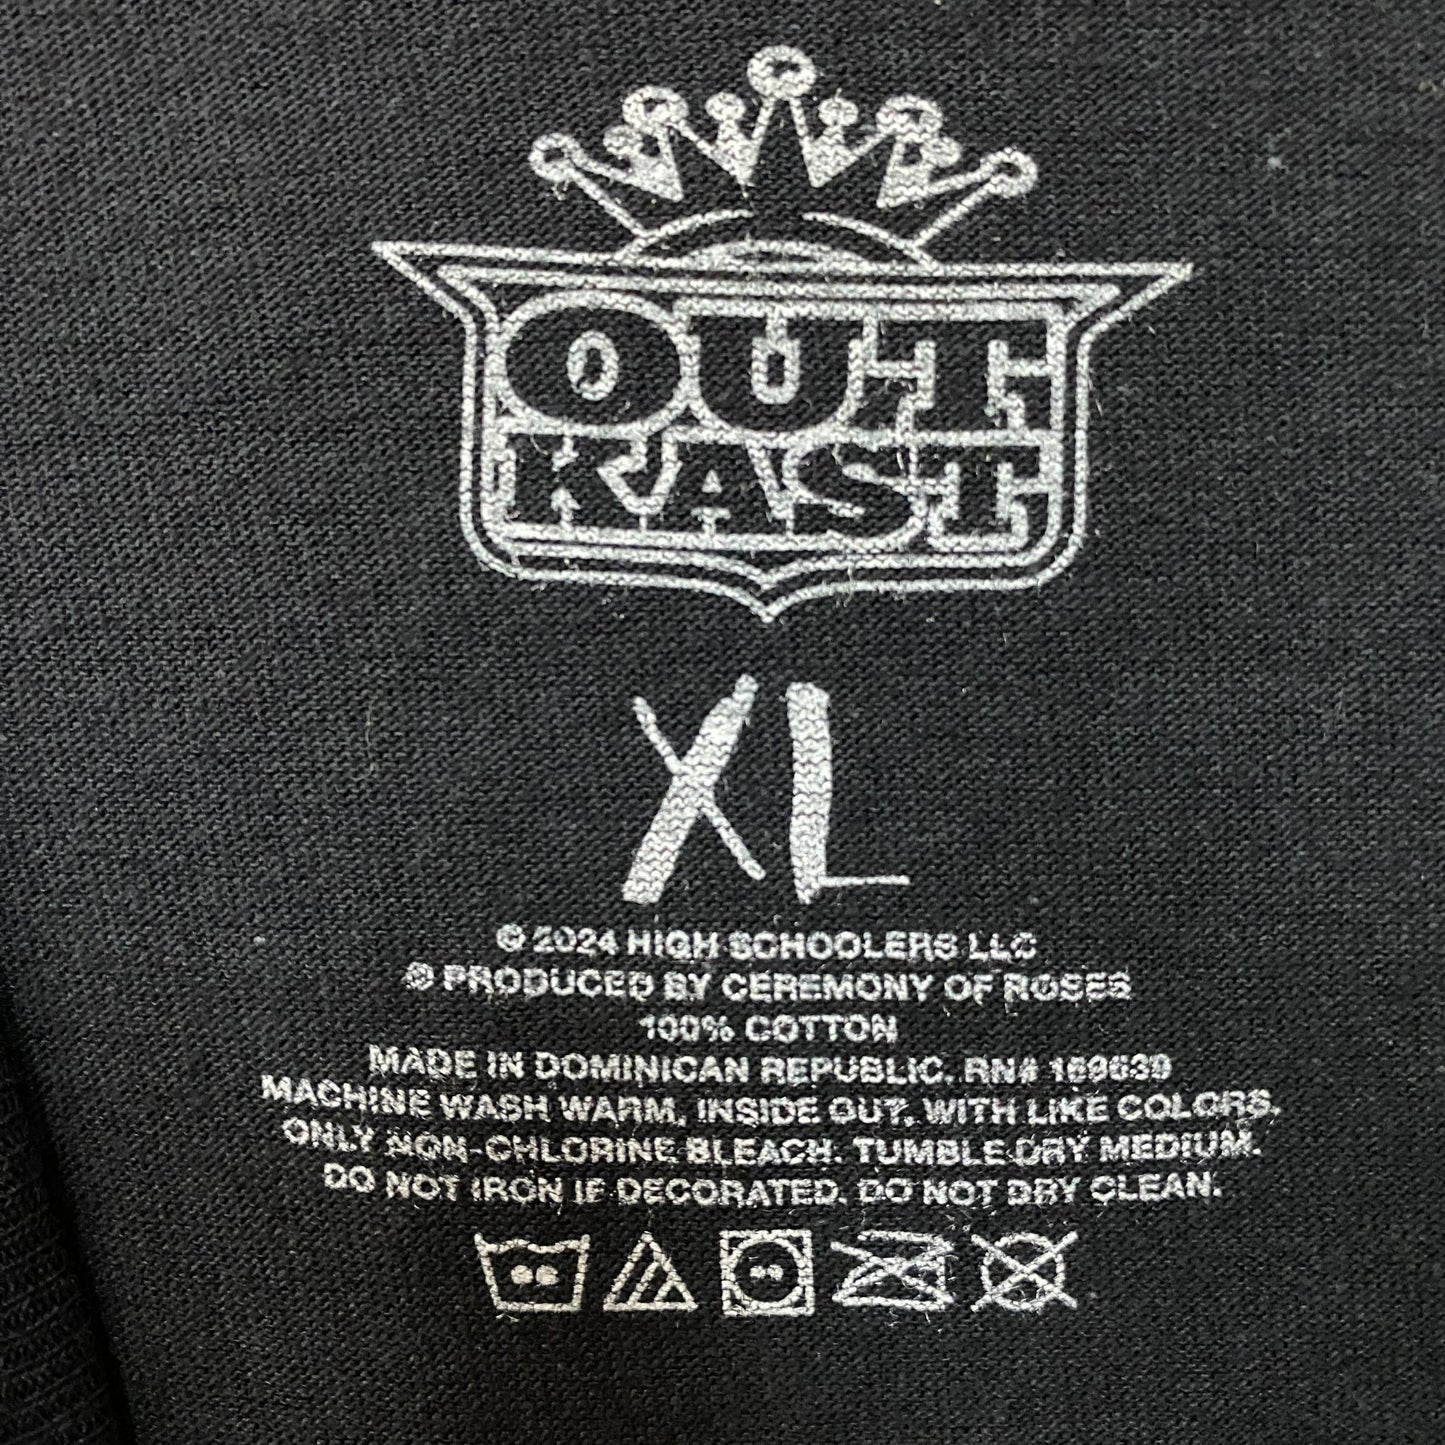 OUT
KAST
XL
© 2024 HIGH SCHOOLERS LLC
℗ PRODUCED BY CEREMONY OF ROSES
100% COTTON
MADE IN DOMINICAN REPUBLIC. RN#
MACHINE WASH WARM, INSIDE OUT, WITH LIKE COLORS.
ONLY NON-CHLORINE BLEACH. TUMBLE DRY MEDIUM.
DO NOT IRON IF DECORATED. DO NOT DRY CLEAN.